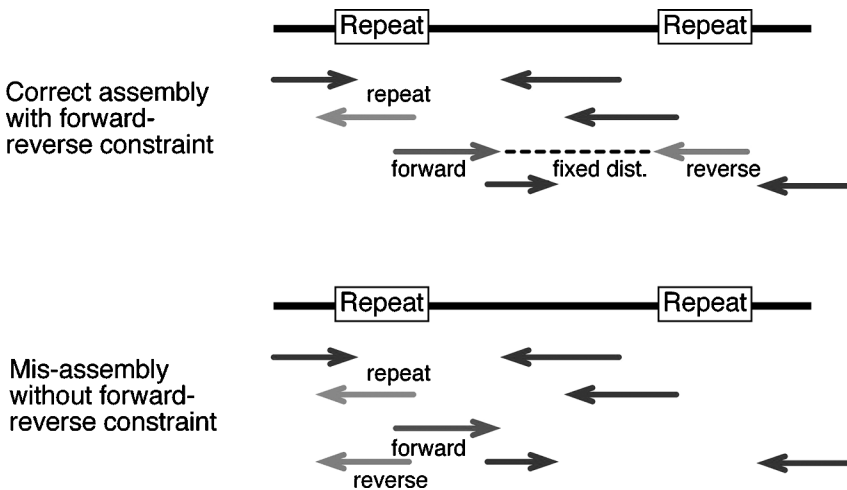 Repeat Repeat
Correct assembly
with forward-
reverse constraint
repeat
forward fixed dist. reverse
Repeat Repeat
Mis-assembly
without forward-
reverse constraint
repeat
forward
reverse